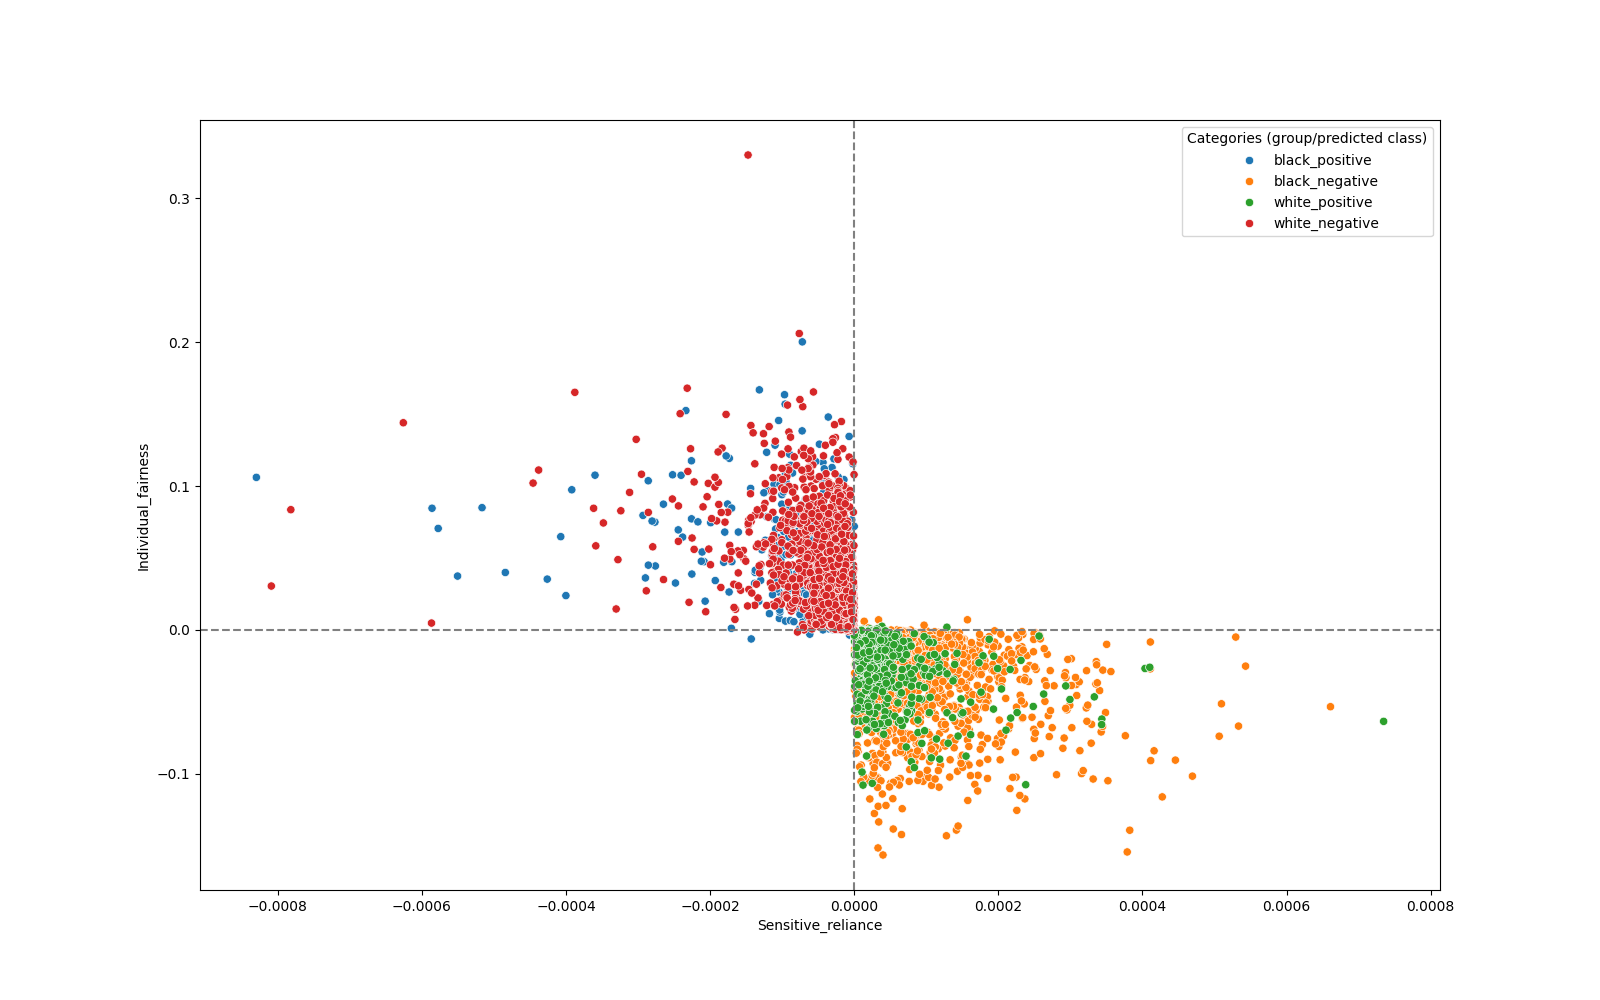 Categories (group/predicted class)
black_positive
black_negative
white_positive
white_negative
Individual_fairness
0.3
0.2
0.1
0.0
−0.1
−0.0008 −0.0006 −0.0004 −0.0002 0.0000 0.0002 0.0004 0.0006 0.0008
Sensitive_reliance